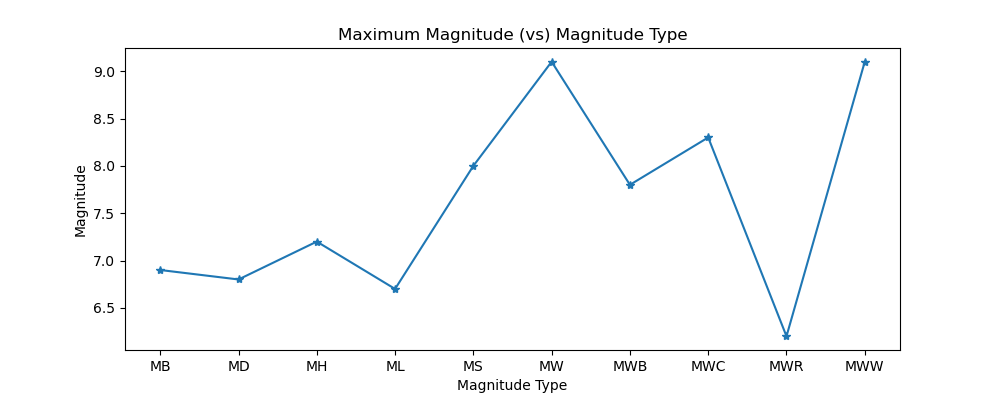 Maximum Magnitude (vs) Magnitude Type
Magnitude
9.0
8.5
8.0
7.5
7.0
6.5
MB MD MH ML MS MW MWB MWC MWR MWW
Magnitude Type